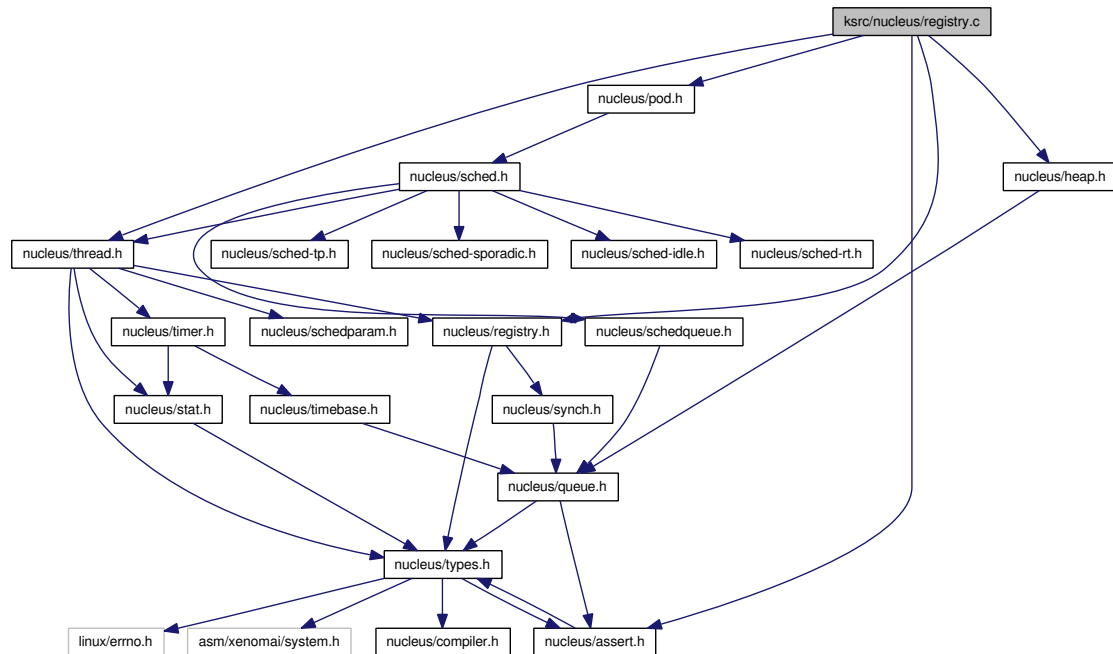 ksrc/nucleus/registry.c
nucleus/pod.h
nucleus/sched.h
nucleus/heap.h
nucleus/thread.h
nucleus/sched-tp.h
nucleus/sched-sporadic.h
nucleus/sched-idle.h
nucleus/sched-rt.h
nucleus/timer.h
nucleus/schedparam.h
nucleus/registry.h
nucleus/schedqueue.h
nucleus/stat.h
nucleus/timebase.h
nucleus/synch.h
nucleus/queue.h
nucleus/types.h
linux/errno.h
asm/xenomai/system.h
nucleus/compiler.h
nucleus/assert.h